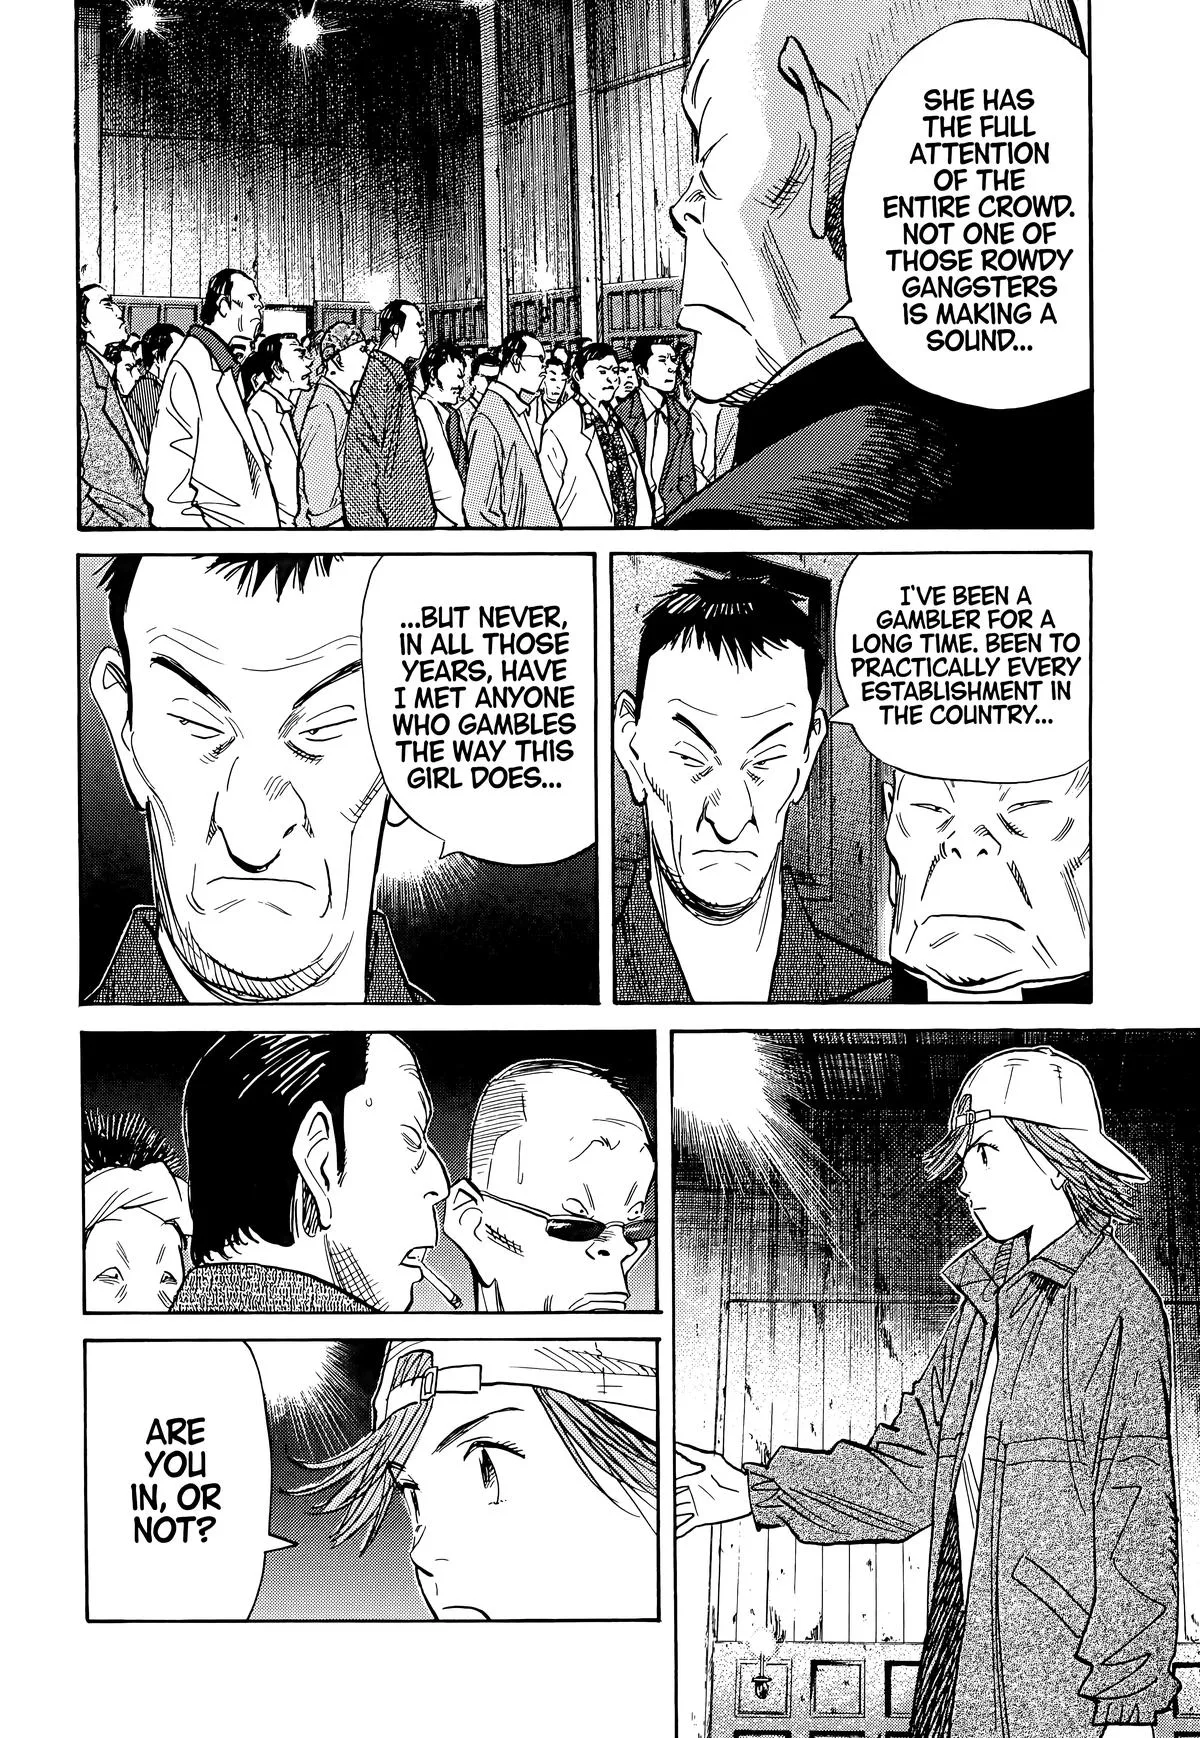 SHE HAS
THE FULL
ATTENTION
OF THE
ENTIRE CROWD.
NOT ONE OF
THOSE ROWDY
GANGSTERS
IS MAKING A
SOUND...
I'VE BEEN A
GAMBLER FOR A
LONG TIME. BEEN TO
PRACTICALLY EVERY
ESTABLISHMENT IN
THE COUNTRY...
...BUT NEVER,
IN ALL THOSE
YEARS, HAVE
I MET ANYONE
WHO GAMBLES
THE WAY THIS
GIRL DOES...
ARE
YOU
IN, OR
NOT?